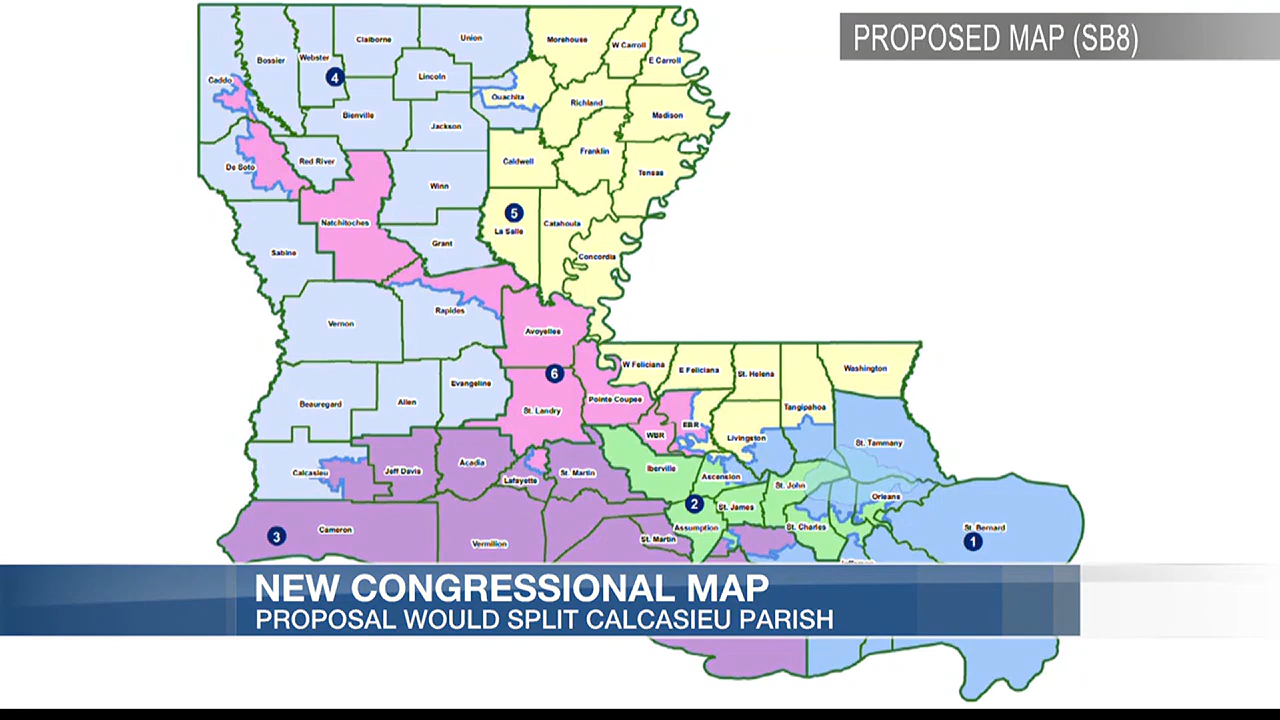 PROPOSED MAP (SB8)
Claiborne
Union
Morehouse
W Carroll
E Carroll
Bossier
Webster
4
Lincoln
Caddo
Ouachita
Richland
Madison
Bienville
Jackson
Franklin
Red River
Caldwell
De Soto
Tensas
Winn
5
Natchitoches
La Salle
Catahoula
Sabine
Grant
Concordia
Rapides
Vernon
Avoyelles
W Feliciana
E Feliciana
St. Helena
Washington
6
Evangeline
Beauregard
Allen
St. Landry
Pointe Coupee
Tangipahoa
WBR
EBR
Livingston
St. Tammany
Calcasieu
Jeff Davis
Acadia
Lafayette
St. Martin
Iberville
Ascension
St. John
Orleans
2
St. James
Cameron
3
Vermilion
St. Martin
Assumption
St. Charles
St. Bernard
1
NEW CONGRESSIONAL MAP
PROPOSAL WOULD SPLIT CALCASIEU PARISH